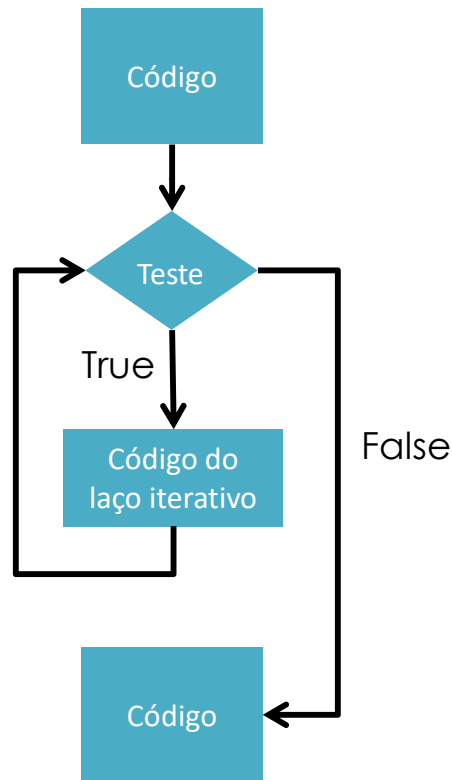 Código
Teste
True
False
Código do
laço iterativo
Código